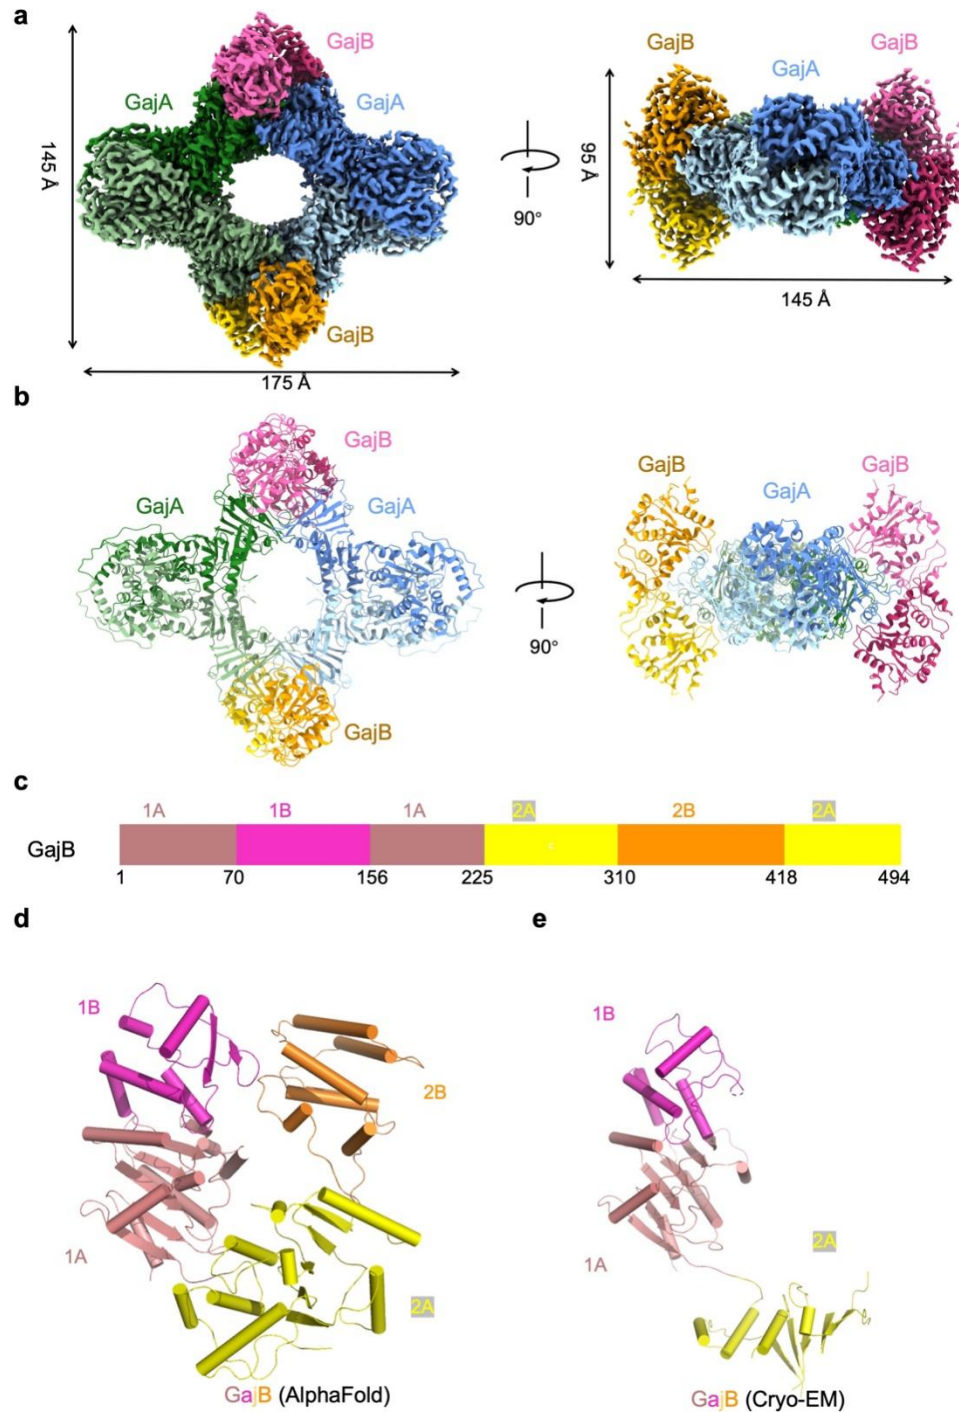 a
GajB
GajA
GajA
145 Å
GajB
175 Å
90°
GajB
GajA
GajB
95 Å
145 Å
b
GajB
GajA
GajA
GajB
90°
GajB
GajA
GajB
c
1A 1B 1A 2A 2B 2A
GajB
1 70 156 225 310 418 494
d
1B
2B
1A
2A
GajB (AlphaFold)
e
1B
2A
1A
GajB (Cryo-EM)